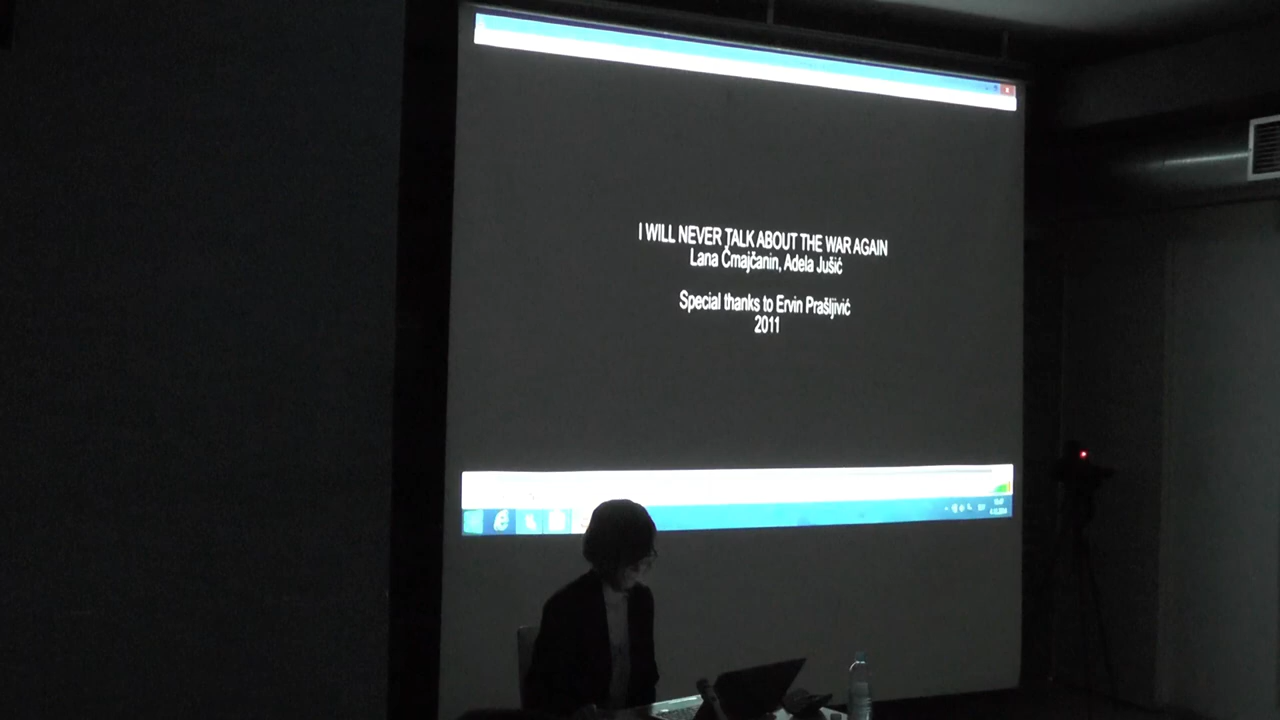 I WILL NEVER TALK ABOUT THE WAR AGAIN
Lana Čmajčanin, Adela Jušić
Special thanks to Ervin Prašljivić
2011